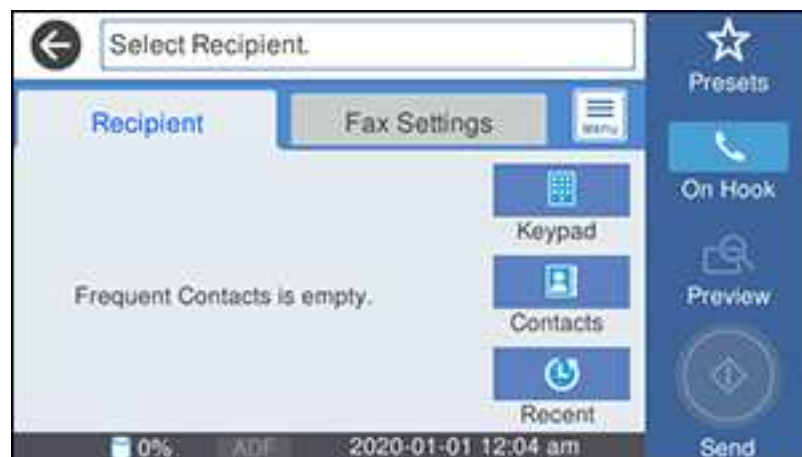 Select Recipient.
Presets
Recipient
Fax Settings
Menu
On Hook
Keypad
Frequent Contacts is empty.
Contacts
Preview
Recent
0%
ADF
2020-01-01 12:04 am
Send